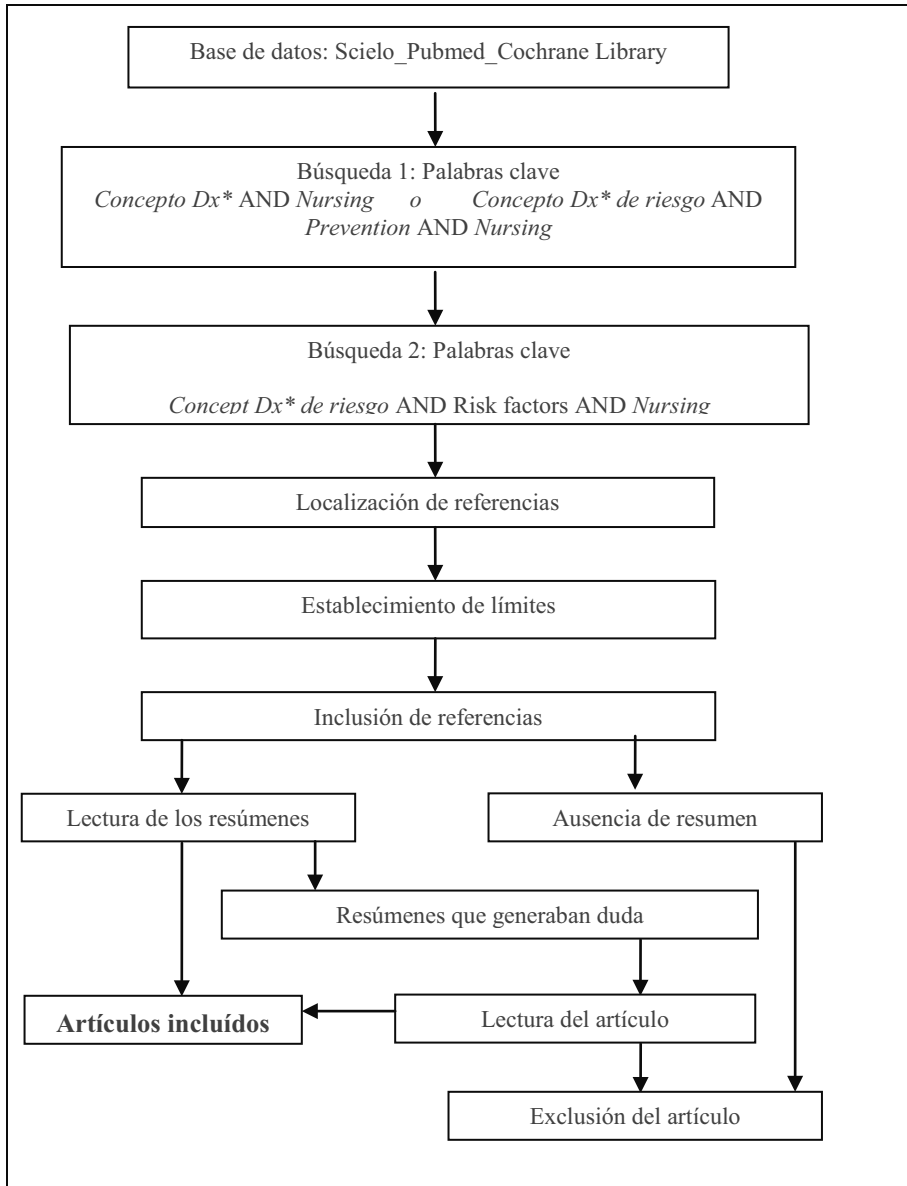 Base de datos: Scielo_Pubmed_Cochrane Library
Búsqueda 1: Palabras clave
Concepto Dx* AND Nursing o Concepto Dx* de riesgo AND
Prevention AND Nursing
Búsqueda 2: Palabras clave
Concept Dx* de riesgo AND Risk factors AND Nursing
Localización de referencias
Establecimiento de límites
Inclusión de referencias
Lectura de los resúmenes
Ausencia de resumen
Resúmenes que generaban duda
Artículos incluídos
Lectura del artículo
Exclusión del artículo